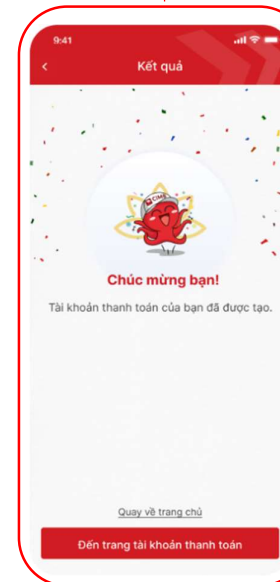 9:41
Kết quả
CIMB
Chúc mừng bạn!
Tài khoản thanh toán của bạn đã được tạo.
Quay về trang chủ
Đến trang tài khoản thanh toán